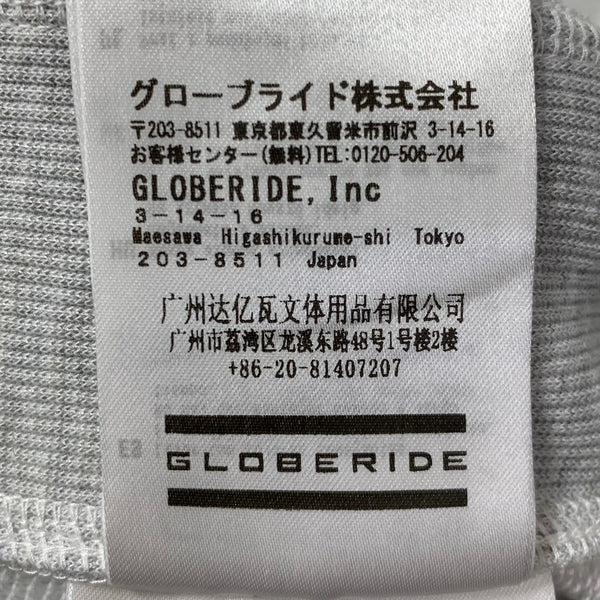 グローブライド株式会社
〒203-8511 東京都東久留米市前沢 3-14-16
お客様センター(無料)TEL:0120-506-204
GLOBERIDE, Inc
3-14-16
Maesawa Higashikurume-shi Tokyo
203-8511 Japan
广州达亿瓦文体用品有限公司
广州市荔湾区龙溪东路48号1号楼2楼
+86-20-81407207
GLOBERIDE
ES